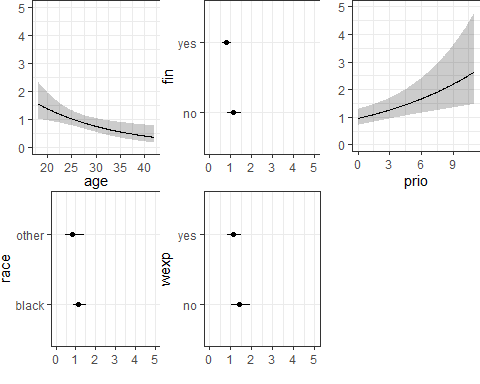 5
4
3
2
1
0
20 30 40
age
fin
yes
no
0 1 2 3 4 5
5
4
3
2
1
0
0 3 6 9
prio
race
other
black
0 1 2 3 4 5
wexp
yes
no
0 1 2 3 4 5